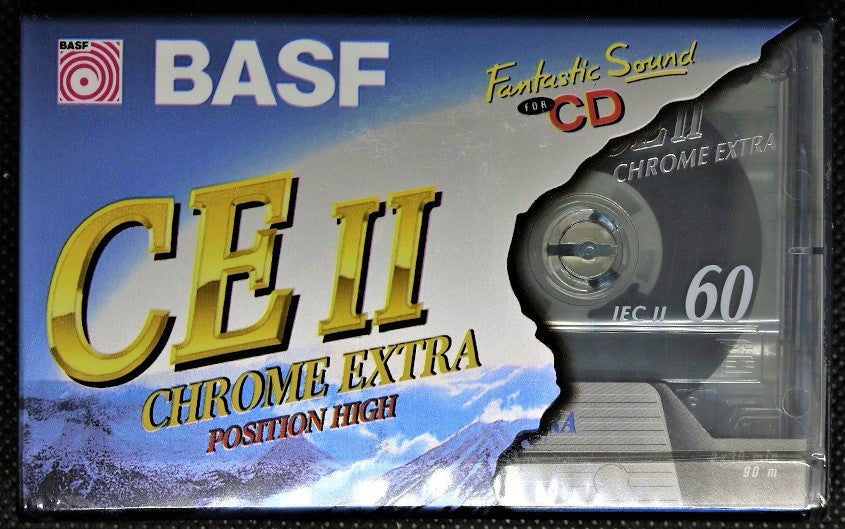 BASF
BASF
Fantastic Sound
FOR CD
CE II
CHROME EXTRA
POSITION HIGH
CE II
CHROME EXTRA
IEC II 60
90 m